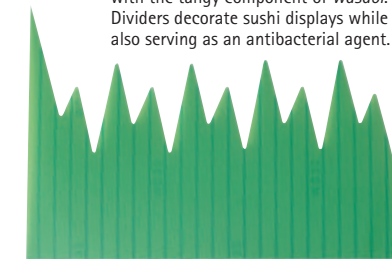 with the tangy component of wasabi.
Dividers decorate sushi displays while
also serving as an antibacterial agent.